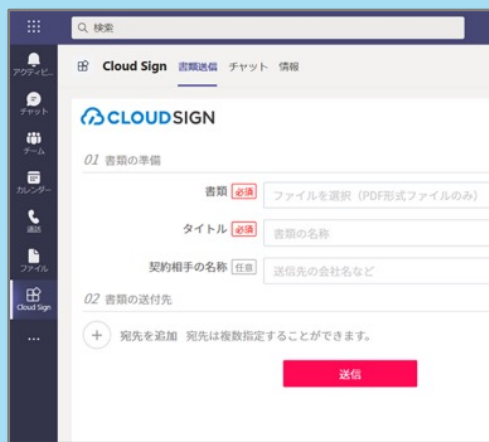 検索
アクティビ...
チャット
チーム
カレンダー
通話
ファイル
Cloud Sign
...
Cloud Sign 書類送信 チャット 情報
CLOUDSIGN
01 書類の準備
書類 必須 ファイルを選択（PDF形式ファイルのみ）
タイトル 必須 書類の名称
契約相手の名称 任意 送信先の会社名など
02 書類の送付先
+ 宛先を追加 宛先は複数指定することができます。
送信